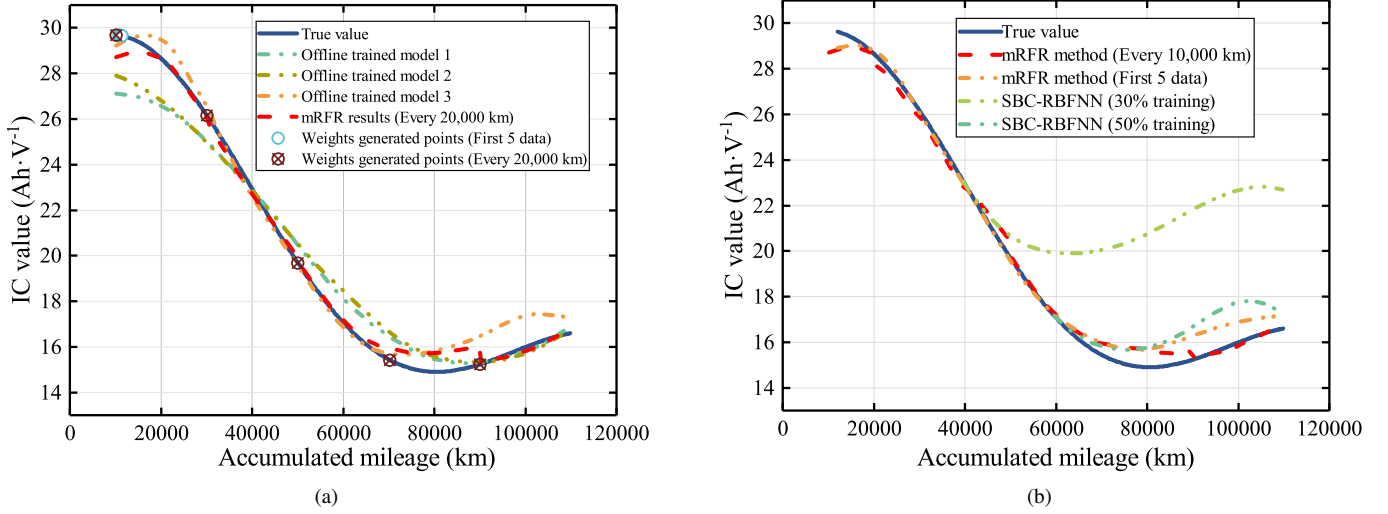 IC value (Ah·V⁻¹)
30
28
26
24
22
20
18
16
14
0
20000
40000
60000
80000
100000
120000
Accumulated mileage (km)
True value
Offline trained model 1
Offline trained model 2
Offline trained model 3
mRFR results (Every 20,000 km)
Weights generated points (First 5 data)
Weights generated points (Every 20,000 km)
(a)
IC value (Ah·V⁻¹)
30
28
26
24
22
20
18
16
14
0
20000
40000
60000
80000
100000
120000
Accumulated mileage (km)
True value
mRFR method (Every 10,000 km)
mRFR method (First 5 data)
SBC-RBFNN (30% training)
SBC-RBFNN (50% training)
(b)